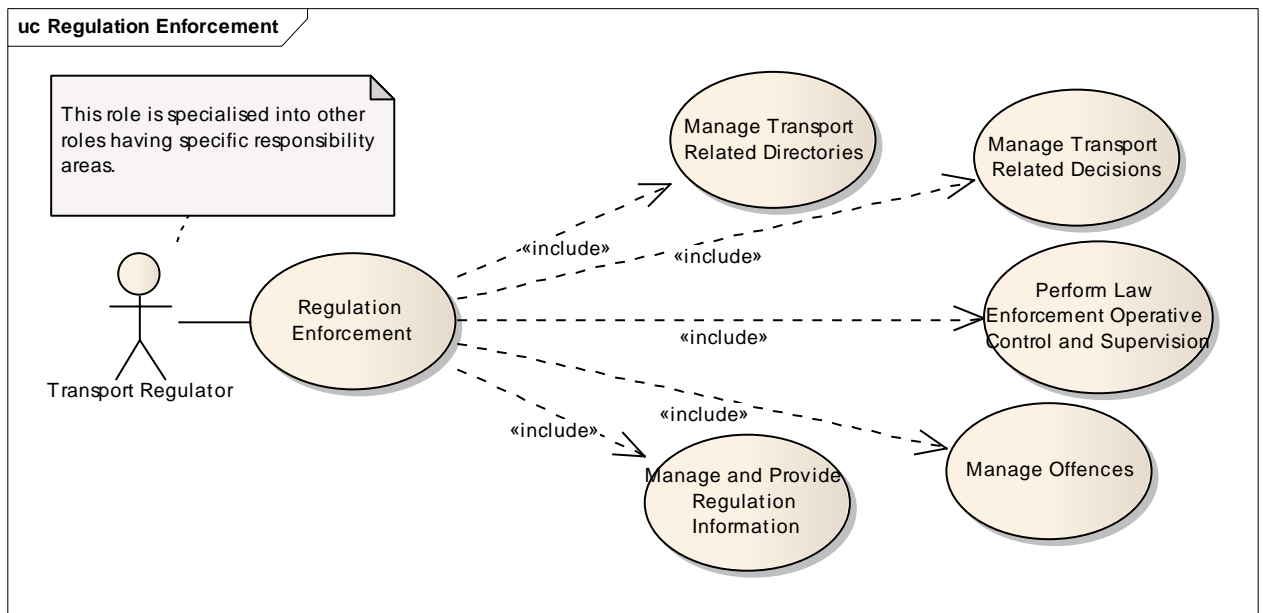 uc Regulation Enforcement
This role is specialised into other
roles having specific responsibility
areas.
Transport Regulator
Regulation
Enforcement
«include»
«include»
«include»
«include»
«include»
Manage Transport
Related Directories
Manage Transport
Related Decisions
Perform Law
Enforcement Operative
Control and Supervision
Manage Offences
Manage and Provide
Regulation
Information